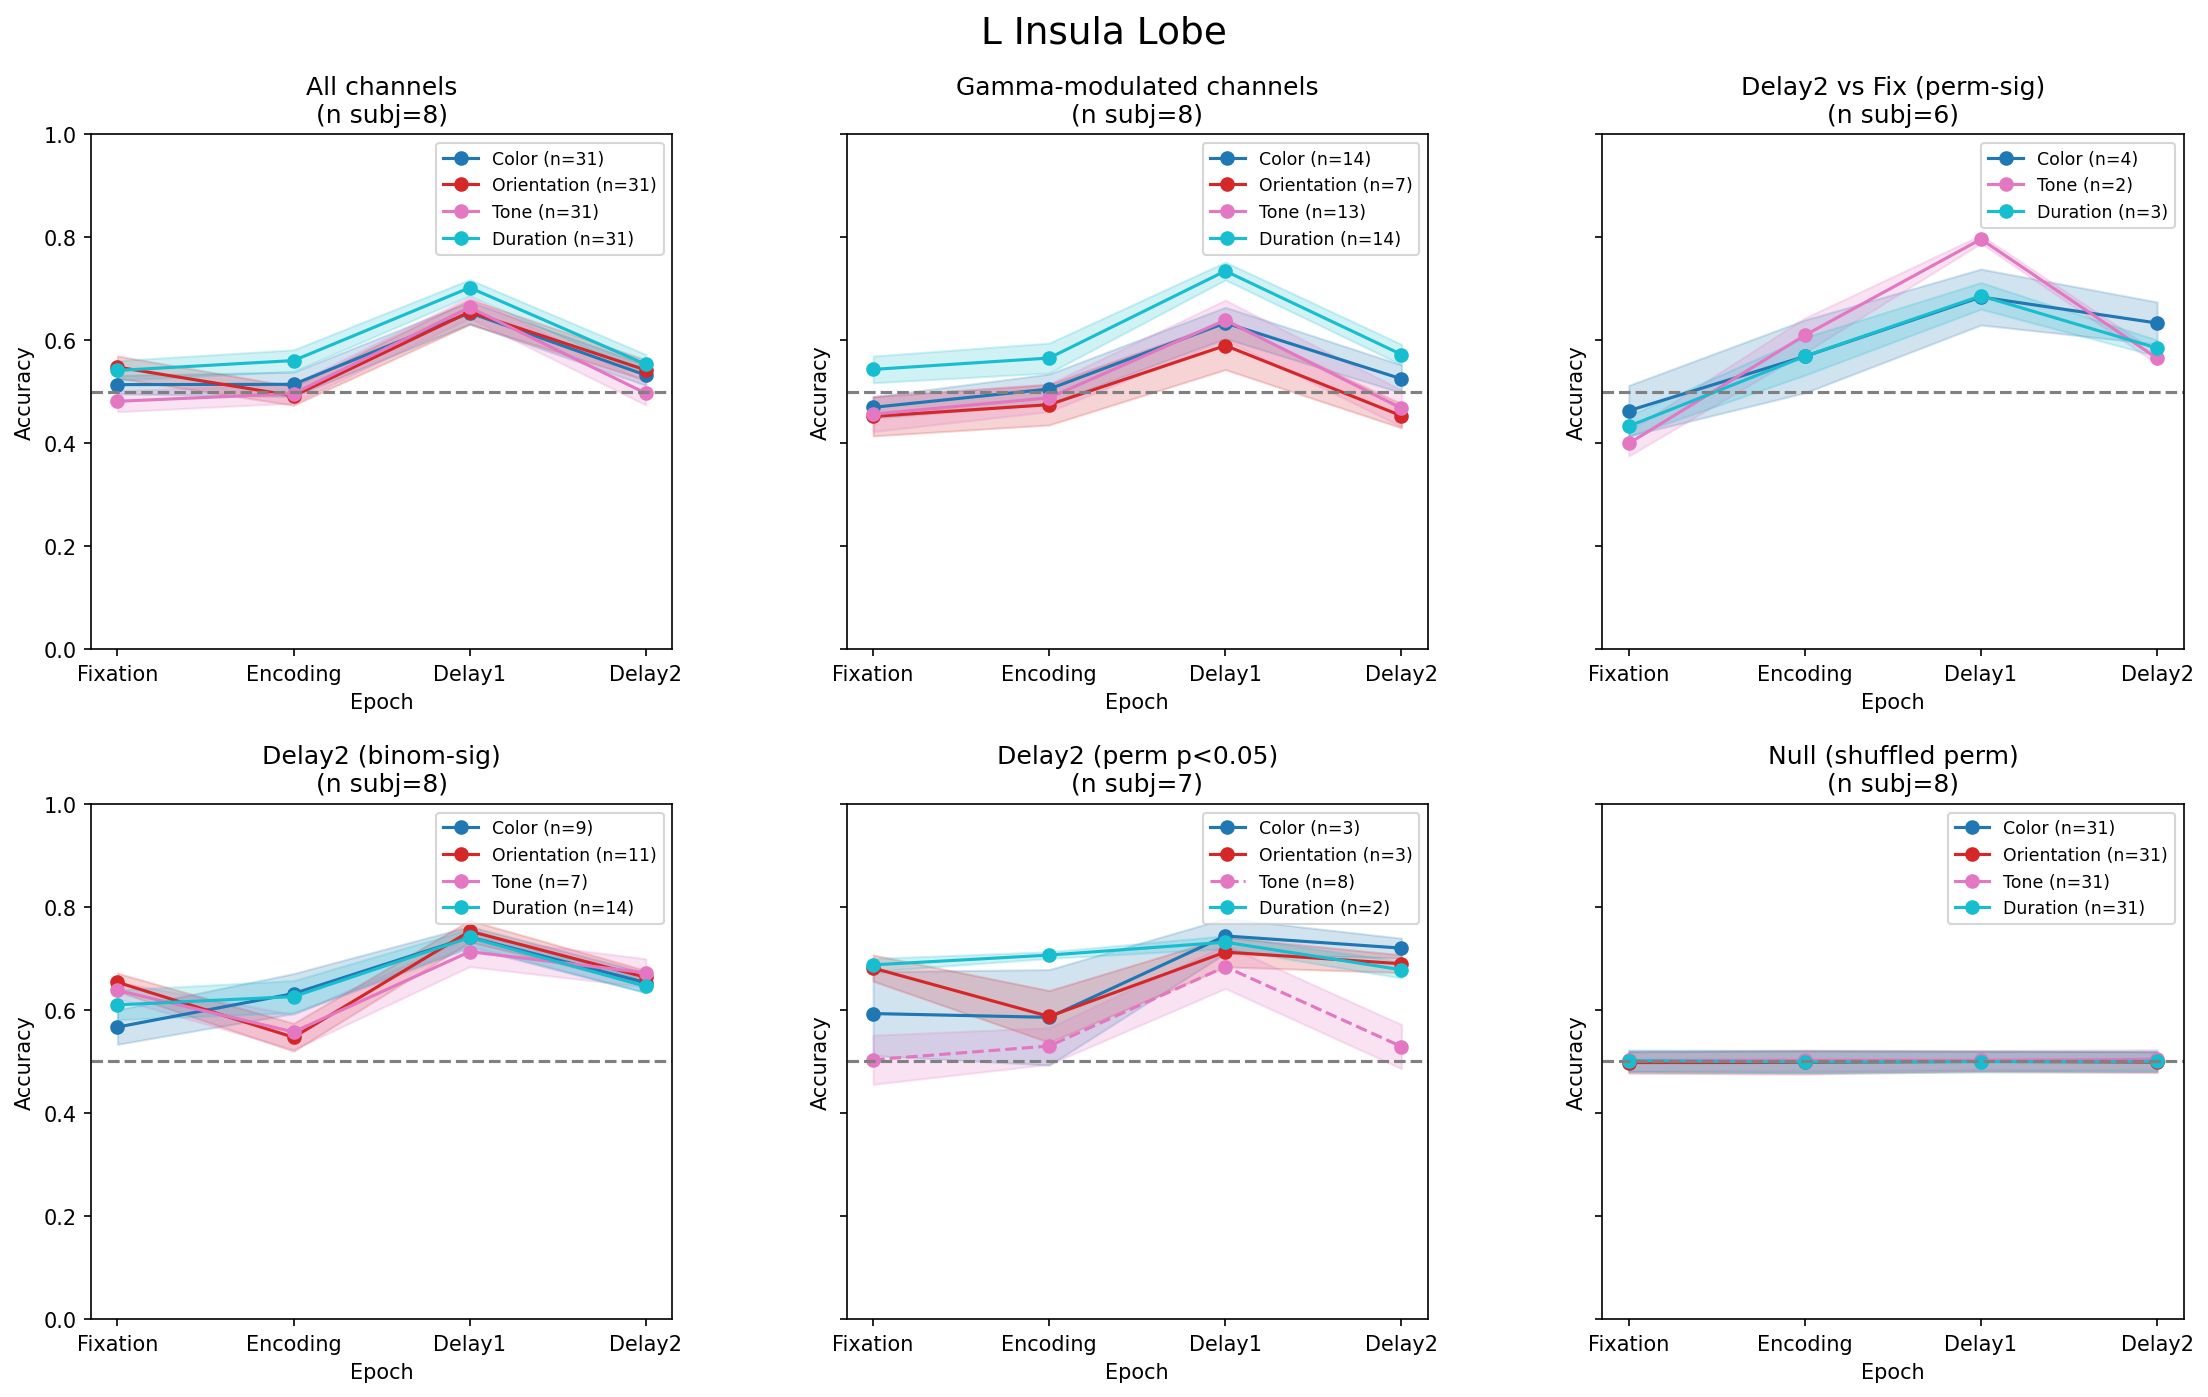 L Insula Lobe
All channels
(n subj=8)
Accuracy
1.0
0.8
0.6
0.4
0.2
0.0
Color (n=31)
Orientation (n=31)
Tone (n=31)
Duration (n=31)
Fixation
Encoding
Delay1
Delay2
Epoch
Gamma-modulated channels
(n subj=8)
Accuracy
Color (n=14)
Orientation (n=7)
Tone (n=13)
Duration (n=14)
Fixation
Encoding
Delay1
Delay2
Epoch
Delay2 vs Fix (perm-sig)
(n subj=6)
Accuracy
Color (n=4)
Tone (n=2)
Duration (n=3)
Fixation
Encoding
Delay1
Delay2
Epoch
Delay2 (binom-sig)
(n subj=8)
Accuracy
1.0
0.8
0.6
0.4
0.2
0.0
Color (n=9)
Orientation (n=11)
Tone (n=7)
Duration (n=14)
Fixation
Encoding
Delay1
Delay2
Epoch
Delay2 (perm p<0.05)
(n subj=7)
Accuracy
Color (n=3)
Orientation (n=3)
Tone (n=8)
Duration (n=2)
Fixation
Encoding
Delay1
Delay2
Epoch
Null (shuffled perm)
(n subj=8)
Accuracy
Color (n=31)
Orientation (n=31)
Tone (n=31)
Duration (n=31)
Fixation
Encoding
Delay1
Delay2
Epoch